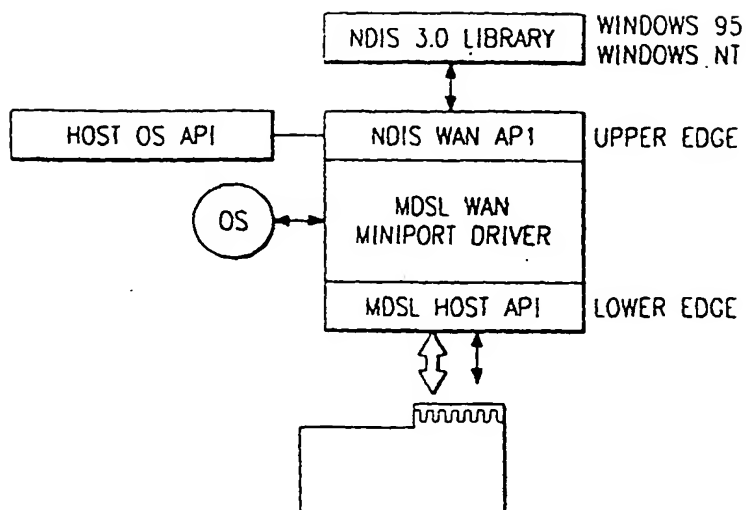 NDIS 3.0 LIBRARY
WINDOWS 95
WINDOWS NT
HOST OS API
NDIS WAN AP1
UPPER EDGE
OS
MDSL WAN
MINIPORT DRIVER
MDSL HOST API
LOWER EDGE